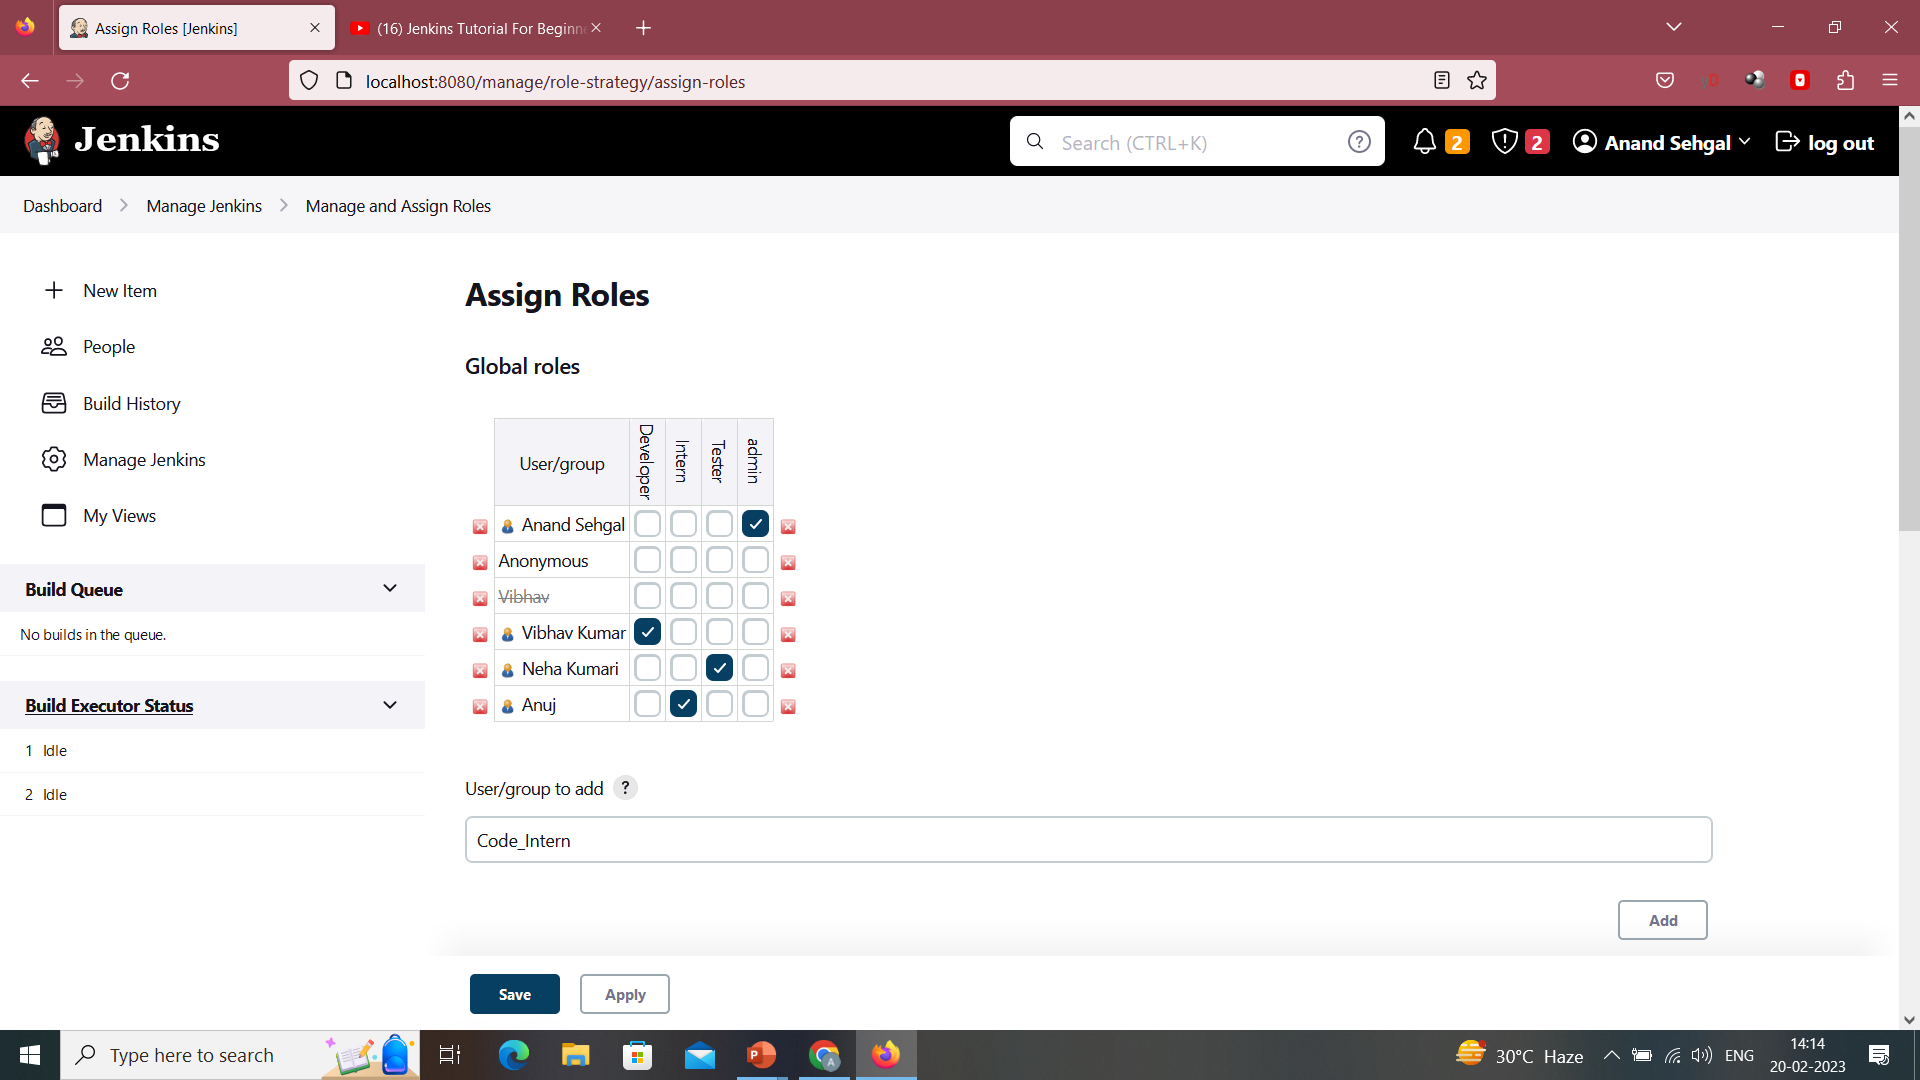 Assign Roles [Jenkins]
(16) Jenkins Tutorial For Beginne
localhost:8080/manage/role-strategy/assign-roles
Jenkins
Search (CTRL+K)
?
2
2
Anand Sehgal
log out
Dashboard
Manage Jenkins
Manage and Assign Roles
New Item
People
Build History
Manage Jenkins
My Views
Build Queue
No builds in the queue.
Build Executor Status
1 Idle
2 Idle
Assign Roles
Global roles
User/group
Developer
Intern
Tester
admin
Anand Sehgal
Anonymous
Vibhav
Vibhav Kumar
Neha Kumari
Anuj
User/group to add ?
Code_Intern
Add
Save
Apply
Type here to search
30°C Haze
ENG
14:14
20-02-2023